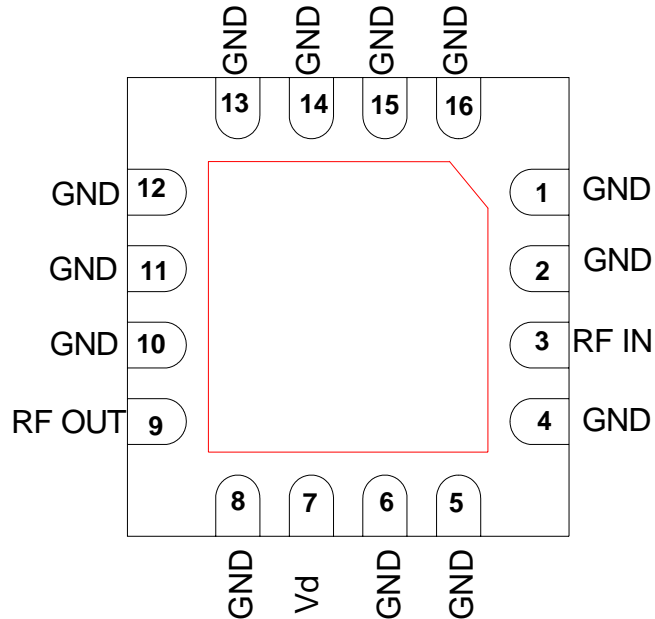 GND GND GND GND
13 14 15 16
GND 12 1 GND
GND 11 2 GND
GND 10 3 RF IN
RF OUT 9 4 GND
8 7 6 5
GND Vd GND GND